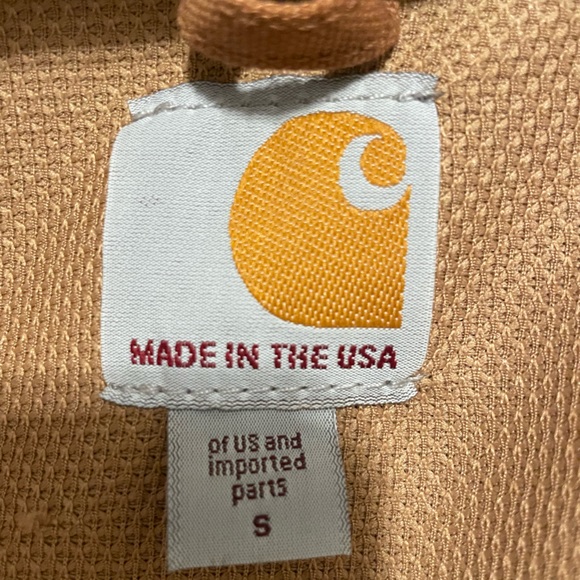 MADE IN THE USA
of US and
imported
parts
S